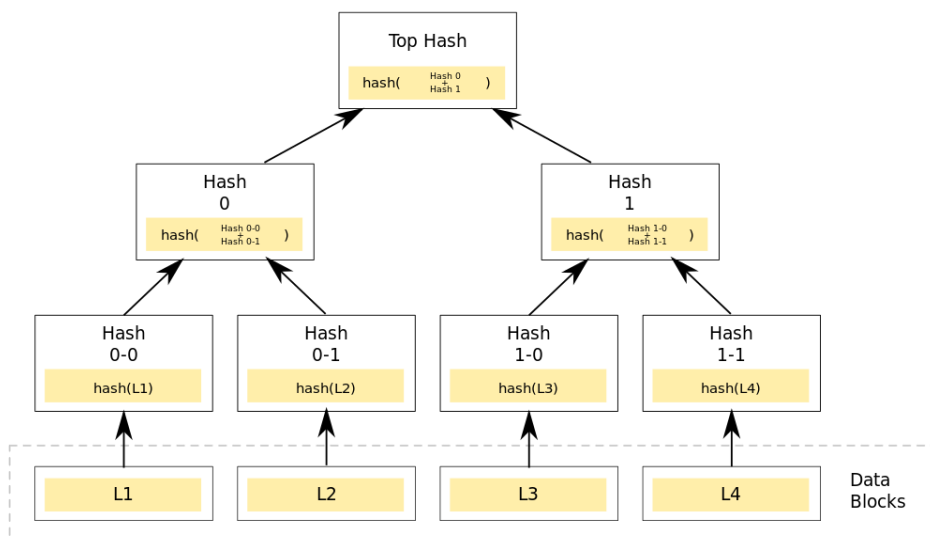 Top Hash
hash( Hash 0 + Hash 1 )
Hash
0
hash( Hash 0-0 + Hash 0-1 )
Hash
1
hash( Hash 1-0 + Hash 1-1 )
Hash
0-0
hash(L1)
Hash
0-1
hash(L2)
Hash
1-0
hash(L3)
Hash
1-1
hash(L4)
L1
L2
L3
L4
Data
Blocks